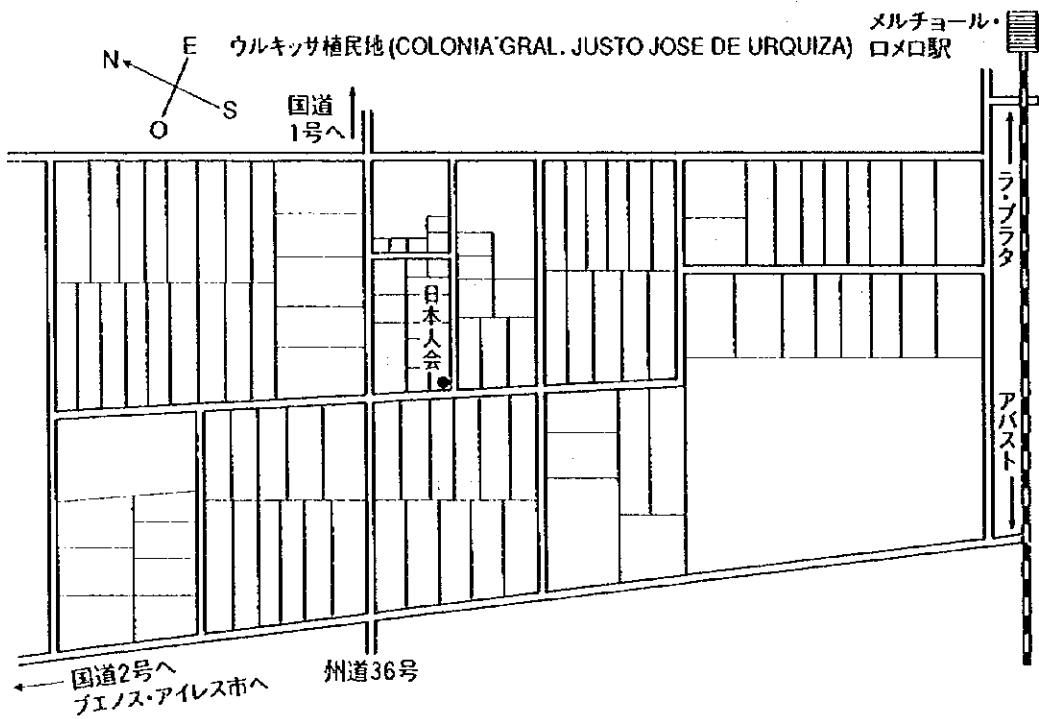 ウルキッサ植民地(COLONIA GRAL. JUSTO JOSE DE URQUIZA)
メルチョール・
ロメロ駅
N
E
S
O
国道
1号へ
ラ・プラタ
日本人会
アバスト
国道2号へ
ブエノス・アイレス市へ
州道36号